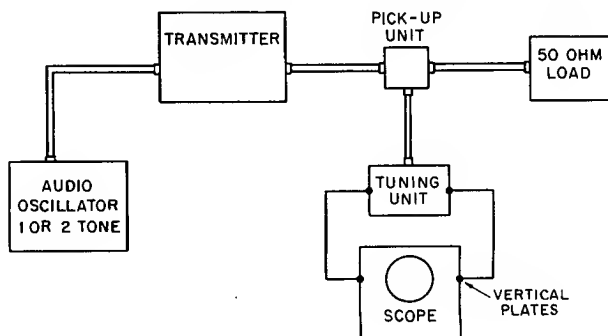 TRANSMITTER
PICK-UP
UNIT
50 OHM
LOAD
AUDIO
OSCILLATOR
1 OR 2 TONE
TUNING
UNIT
SCOPE
VERTICAL
PLATES